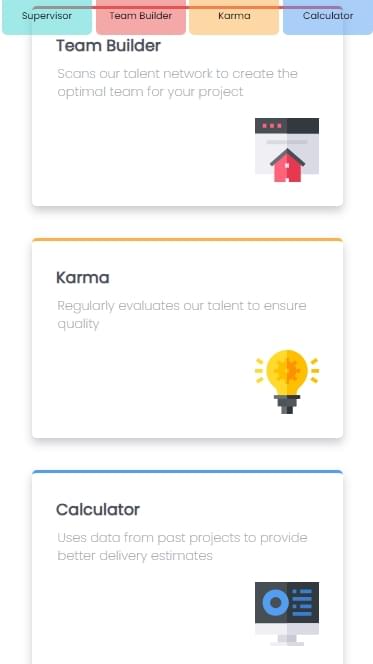 Supervisor
Team Builder
Karma
Calculator
Team Builder
Scans our talent network to create the
optimal team for your project
Karma
Regularly evaluates our talent to ensure
quality
Calculator
Uses data from past projects to provide
better delivery estimates